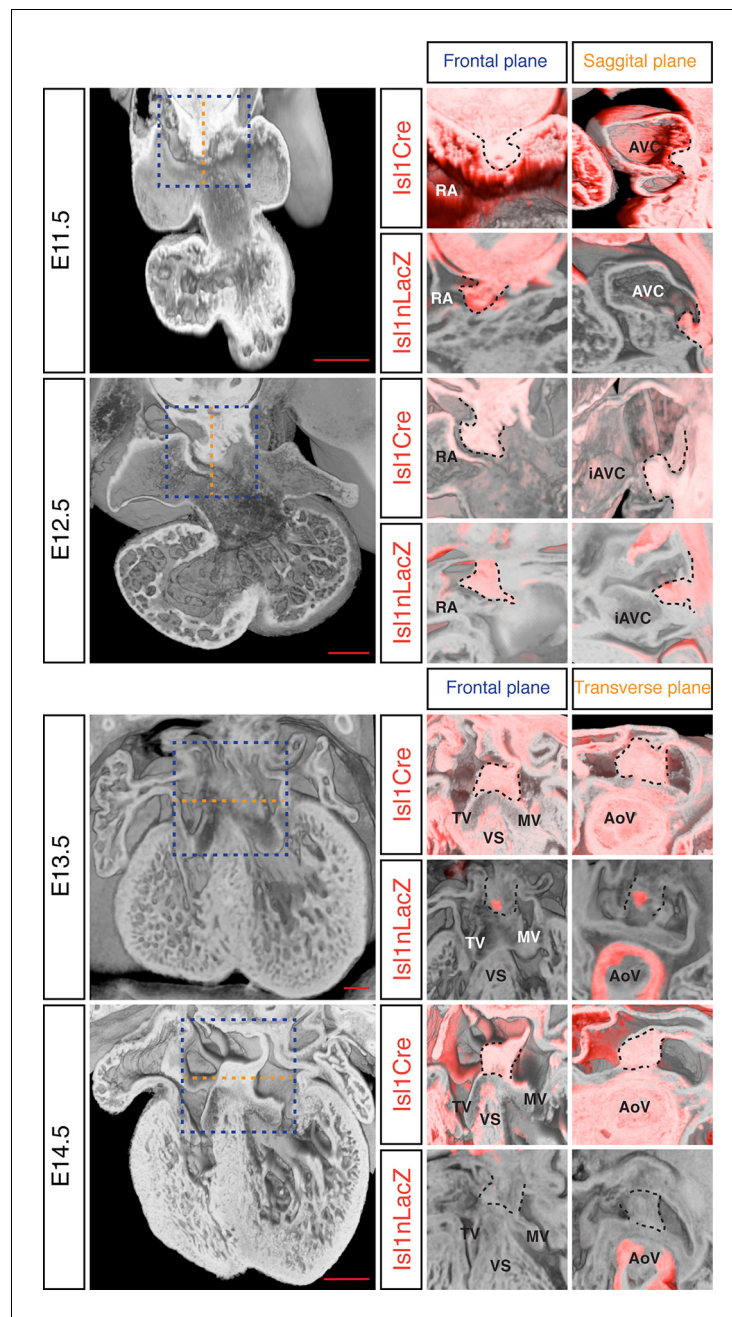 Frontal plane
Saggital plane
E11.5
Isl1Cre
RA
AVC
Isl1nLacZ
RA
AVC
E12.5
Isl1Cre
RA
iAVC
Isl1nLacZ
RA
iAVC
Frontal plane
Transverse plane
E13.5
Isl1Cre
TV
MV
VS
AoV
Isl1nLacZ
TV
MV
VS
AoV
E14.5
Isl1Cre
TV
MV
VS
AoV
Isl1nLacZ
TV
MV
VS
AoV